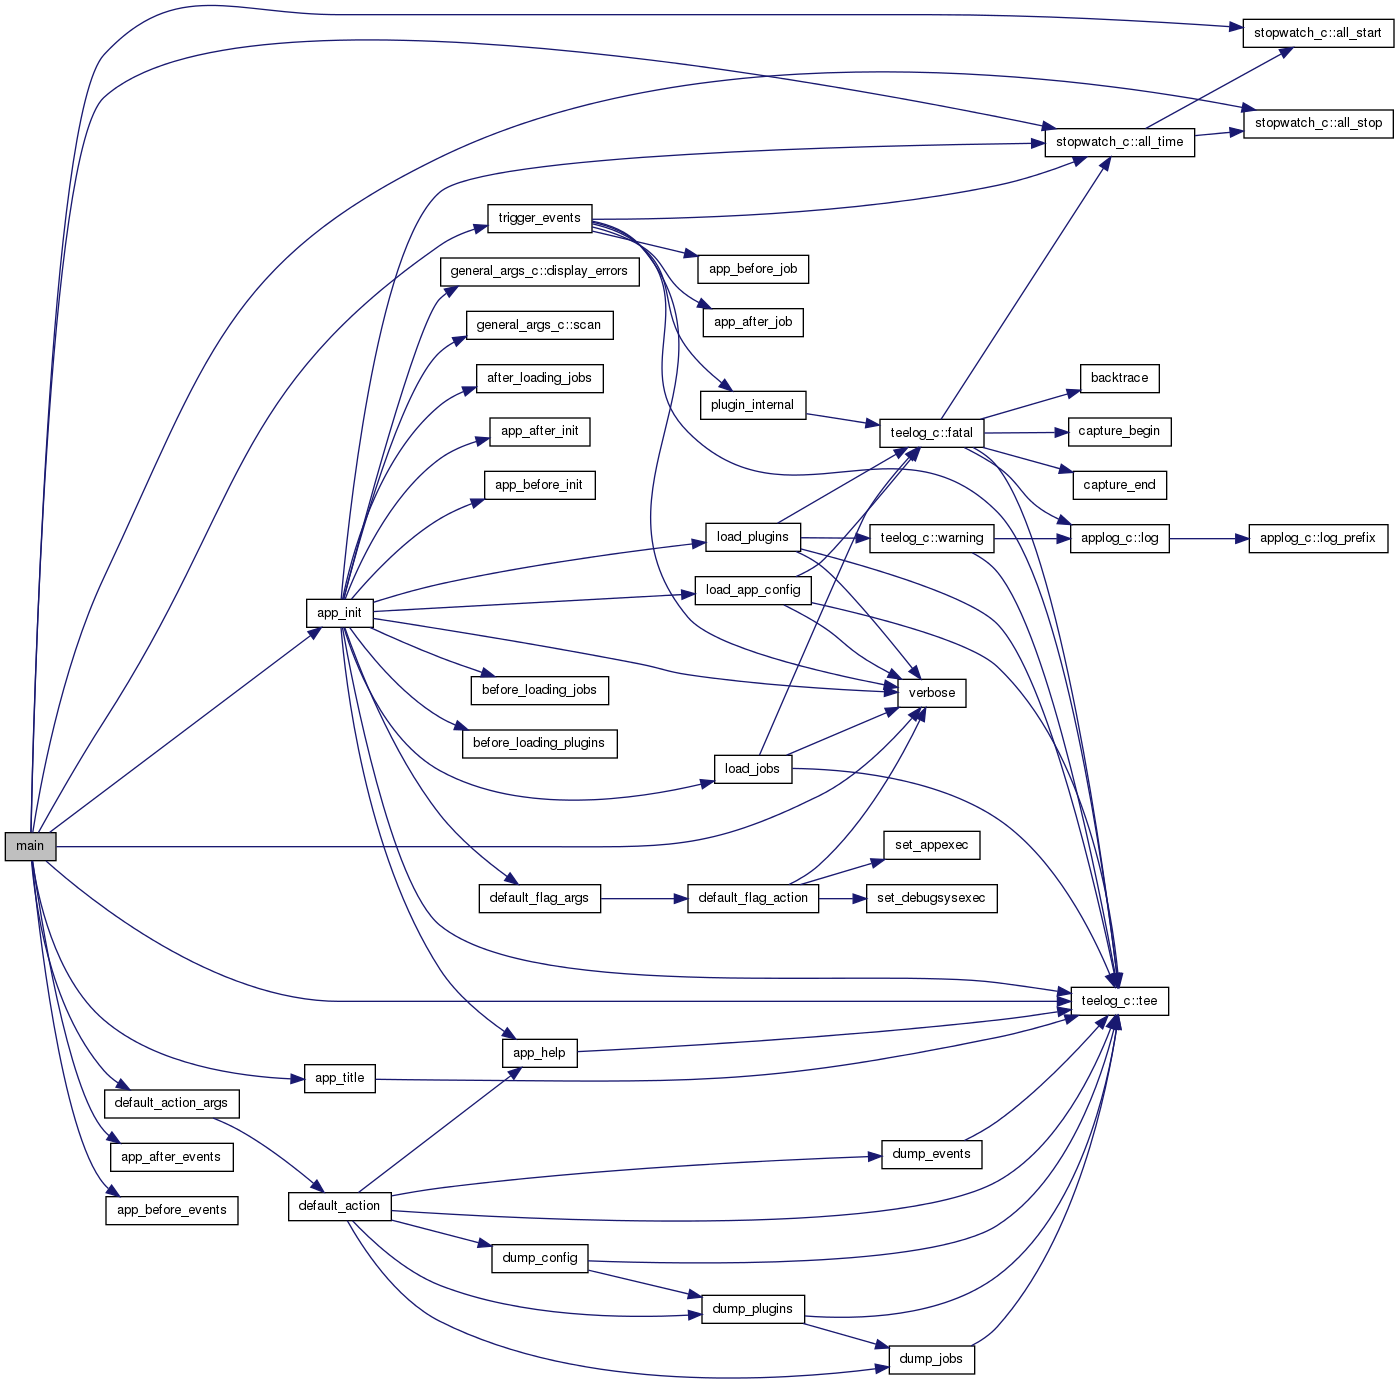 stopwatch_c::all_start
stopwatch_c::all_stop
stopwatch_c::all_time
trigger_events
general_args_c::display_errors
app_before_job
general_args_c::scan
app_after_job
after_loading_jobs
backtrace
plugin_internal
app_after_init
teelog_c::fatal
capture_begin
app_before_init
capture_end
load_plugins
teelog_c::warning
applog_c::log
applog_c::log_prefix
load_app_config
app_init
before_loading_jobs
verbose
before_loading_plugins
load_jobs
main
set_appexec
default_flag_args
default_flag_action
set_debugsysexec
teelog_c::tee
app_help
app_title
default_action_args
app_after_events
dump_events
app_before_events
default_action
dump_config
dump_plugins
dump_jobs